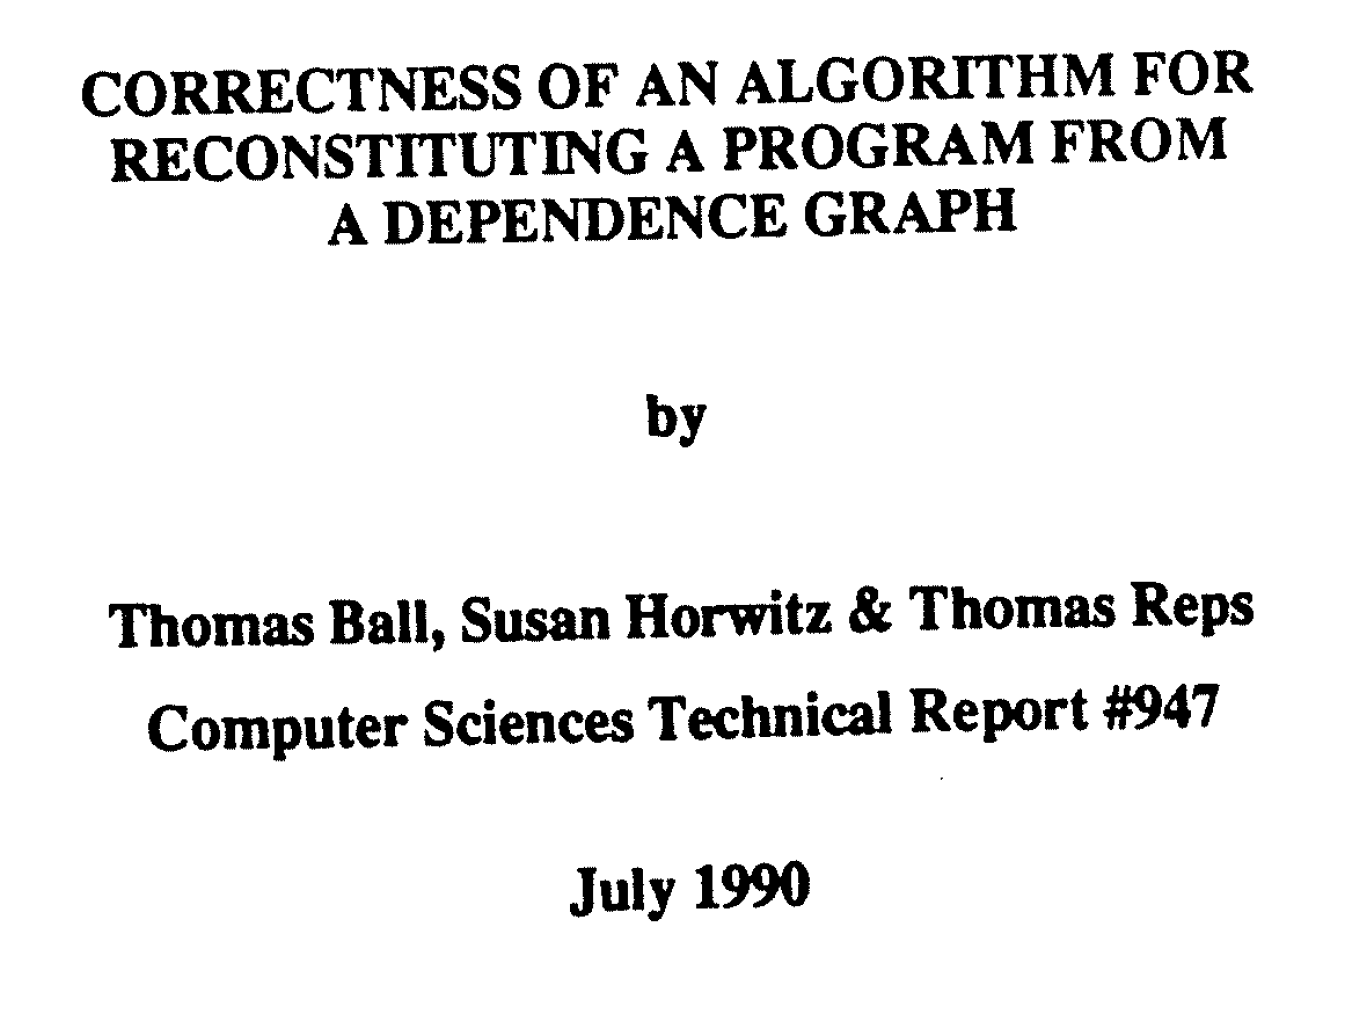 CORRECTNESS OF AN ALGORITHM FOR
RECONSTITUTING A PROGRAM FROM
A DEPENDENCE GRAPH
by
Thomas Ball, Susan Horwitz & Thomas Reps
Computer Sciences Technical Report #947
July 1990